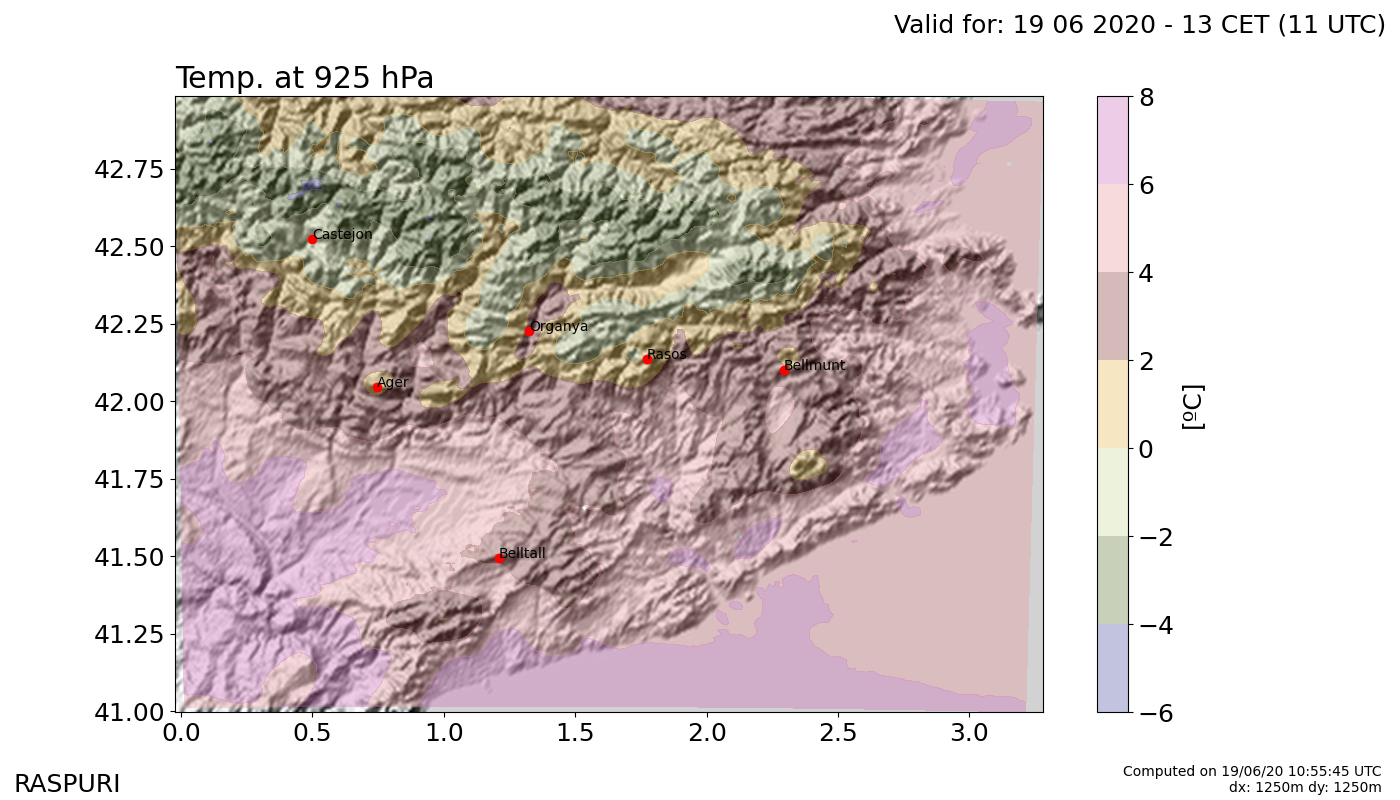 Valid for: 19 06 2020 - 13 CET (11 UTC)
Temp. at 925 hPa
42.75
42.50
42.25
42.00
41.75
41.50
41.25
41.00
0.0 0.5 1.0 1.5 2.0 2.5 3.0
Castejon
Organya
Rasos
Bellmunt
Ager
Belltall
8
6
4
2
0
−2
−4
−6
[ºC]
RASPURI
Computed on 19/06/20 10:55:45 UTC
dx: 1250m dy: 1250m